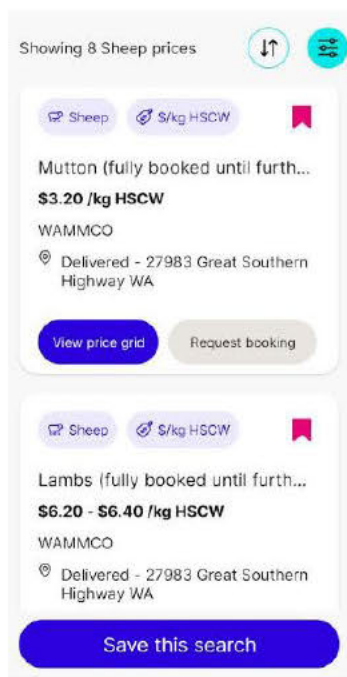 Showing 8 Sheep prices
Sheep
$/kg HSCW
Mutton (fully booked until furth...
$3.20 /kg HSCW
WAMMCO
Delivered - 27983 Great Southern
Highway WA
View price grid
Request booking
Sheep
$/kg HSCW
Lambs (fully booked until furth...
$6.20 - $6.40 /kg HSCW
WAMMCO
Delivered - 27983 Great Southern
Highway WA
Save this search